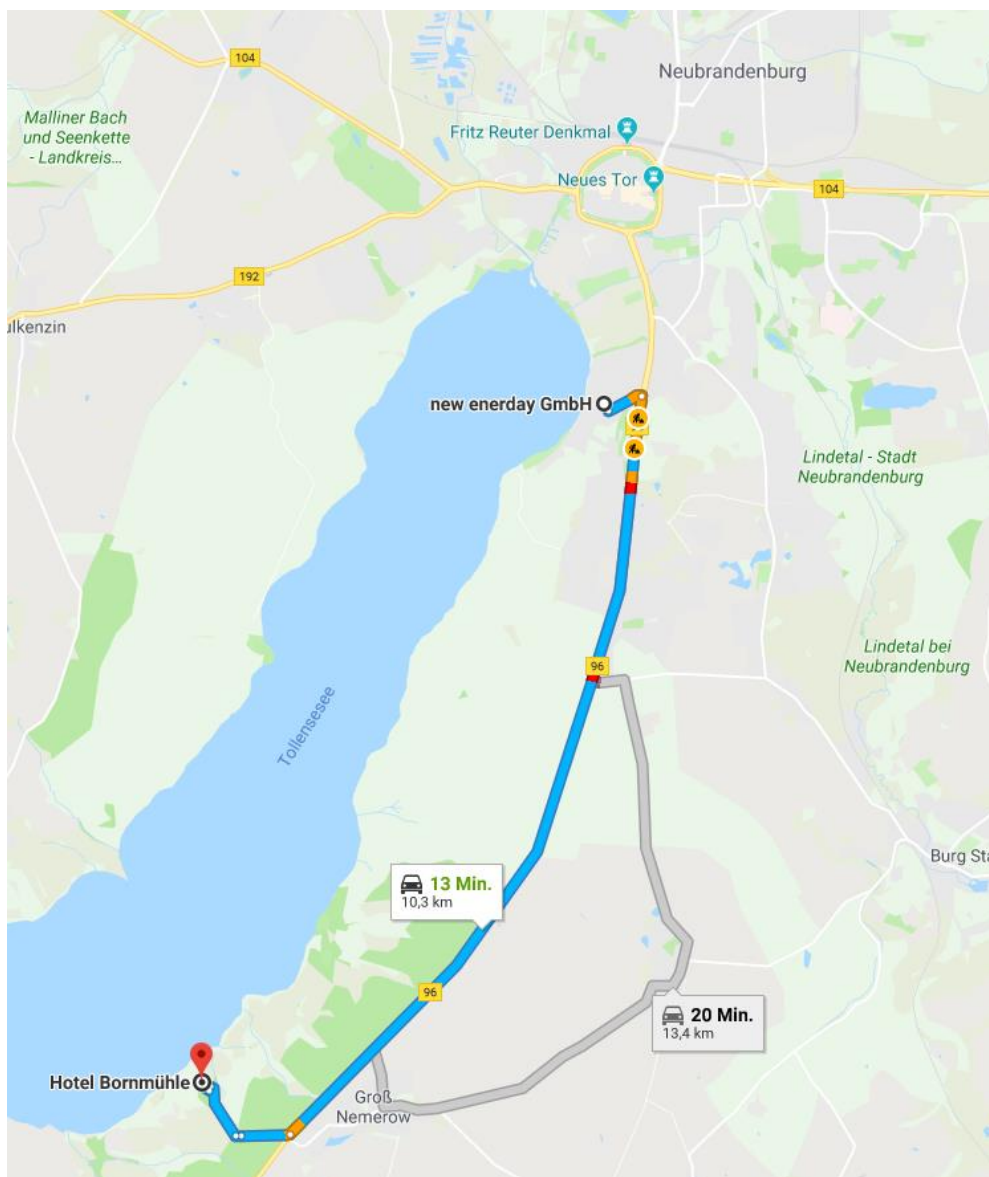 104
Neubrandenburg
Malliner Bach
und Seenkette
- Landkreis...
Fritz Reuter Denkmal
Neues Tor
104
192
ulkenzin
new enerday GmbH
Lindetal - Stadt
Neubrandenburg
Lindetal bei
Neubrandenburg
96
Tollensesee
Burg Sta
13 Min.
10,3 km
96
20 Min.
13,4 km
Hotel Bornmühle
Groß
Nemerow